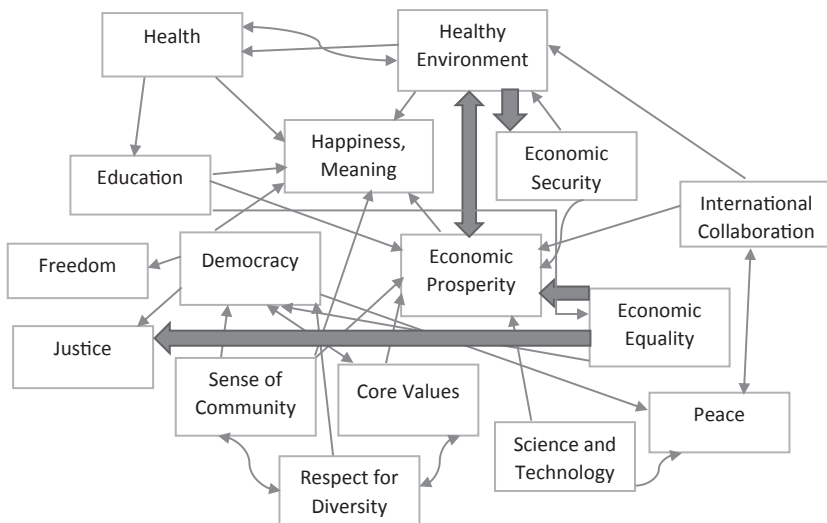 Health
Healthy
Environment
Happiness,
Meaning
Economic
Security
Education
International
Collaboration
Freedom
Democracy
Economic
Prosperity
Economic
Equality
Justice
Sense of
Community
Core Values
Peace
Science and
Technology
Respect for
Diversity